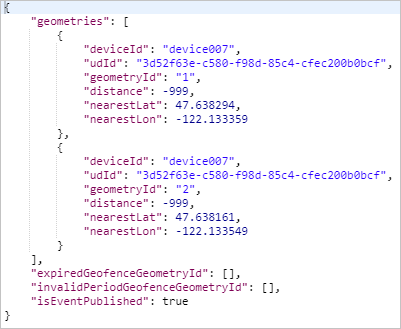 {
    "geometries": [
        {
            "deviceId": "device007",
            "udId": "3d52f63e-c580-f98d-85c4-cfec200b0bcf",
            "geometryId": "1",
            "distance": -999,
            "nearestLat": 47.638294,
            "nearestLon": -122.133359
        },
        {
            "deviceId": "device007",
            "udId": "3d52f63e-c580-f98d-85c4-cfec200b0bcf",
            "geometryId": "2",
            "distance": -999,
            "nearestLat": 47.638161,
            "nearestLon": -122.133549
        }
    ],
    "expiredGeofenceGeometryId": [],
    "invalidPeriodGeofenceGeometryId": [],
    "isEventPublished": true
}